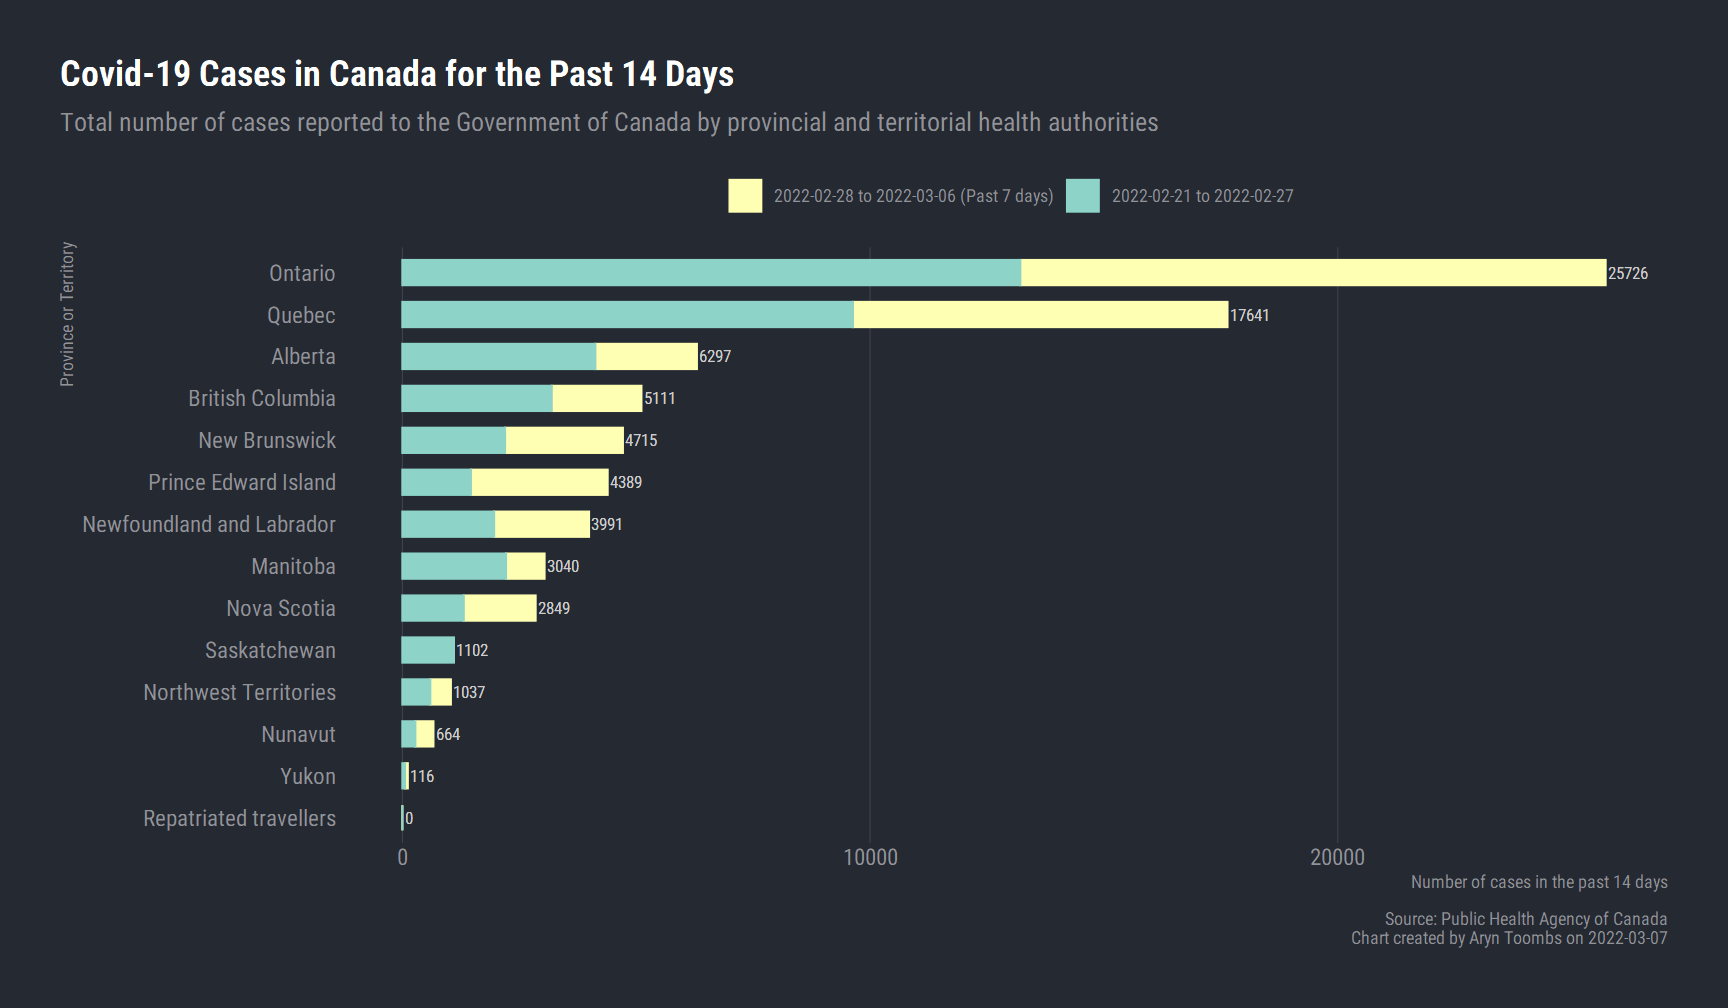 Covid-19 Cases in Canada for the Past 14 Days
Total number of cases reported to the Government of Canada by provincial and territorial health authorities
2022-02-28 to 2022-03-06 (Past 7 days)
2022-02-21 to 2022-02-27
Province or Territory
Ontario 25726
Quebec 17641
Alberta 6297
British Columbia 5111
New Brunswick 4715
Prince Edward Island 4389
Newfoundland and Labrador 3991
Manitoba 3040
Nova Scotia 2849
Saskatchewan 1102
Northwest Territories 1037
Nunavut 664
Yukon 116
Repatriated travellers 0
0 10000 20000
Number of cases in the past 14 days
Source: Public Health Agency of Canada
Chart created by Aryn Toombs on 2022-03-07